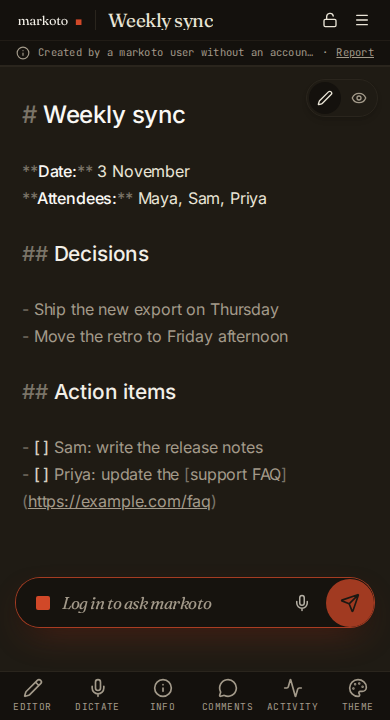 markoto
Weekly sync
Created by a markoto user without an accoun… · Report
# Weekly sync
**Date:** 3 November
**Attendees:** Maya, Sam, Priya
## Decisions
- Ship the new export on Thursday
- Move the retro to Friday afternoon
## Action items
- [ ] Sam: write the release notes
- [ ] Priya: update the [support FAQ]
(https://example.com/faq)
Log in to ask markoto
EDITOR DICTATE INFO COMMENTS ACTIVITY THEME